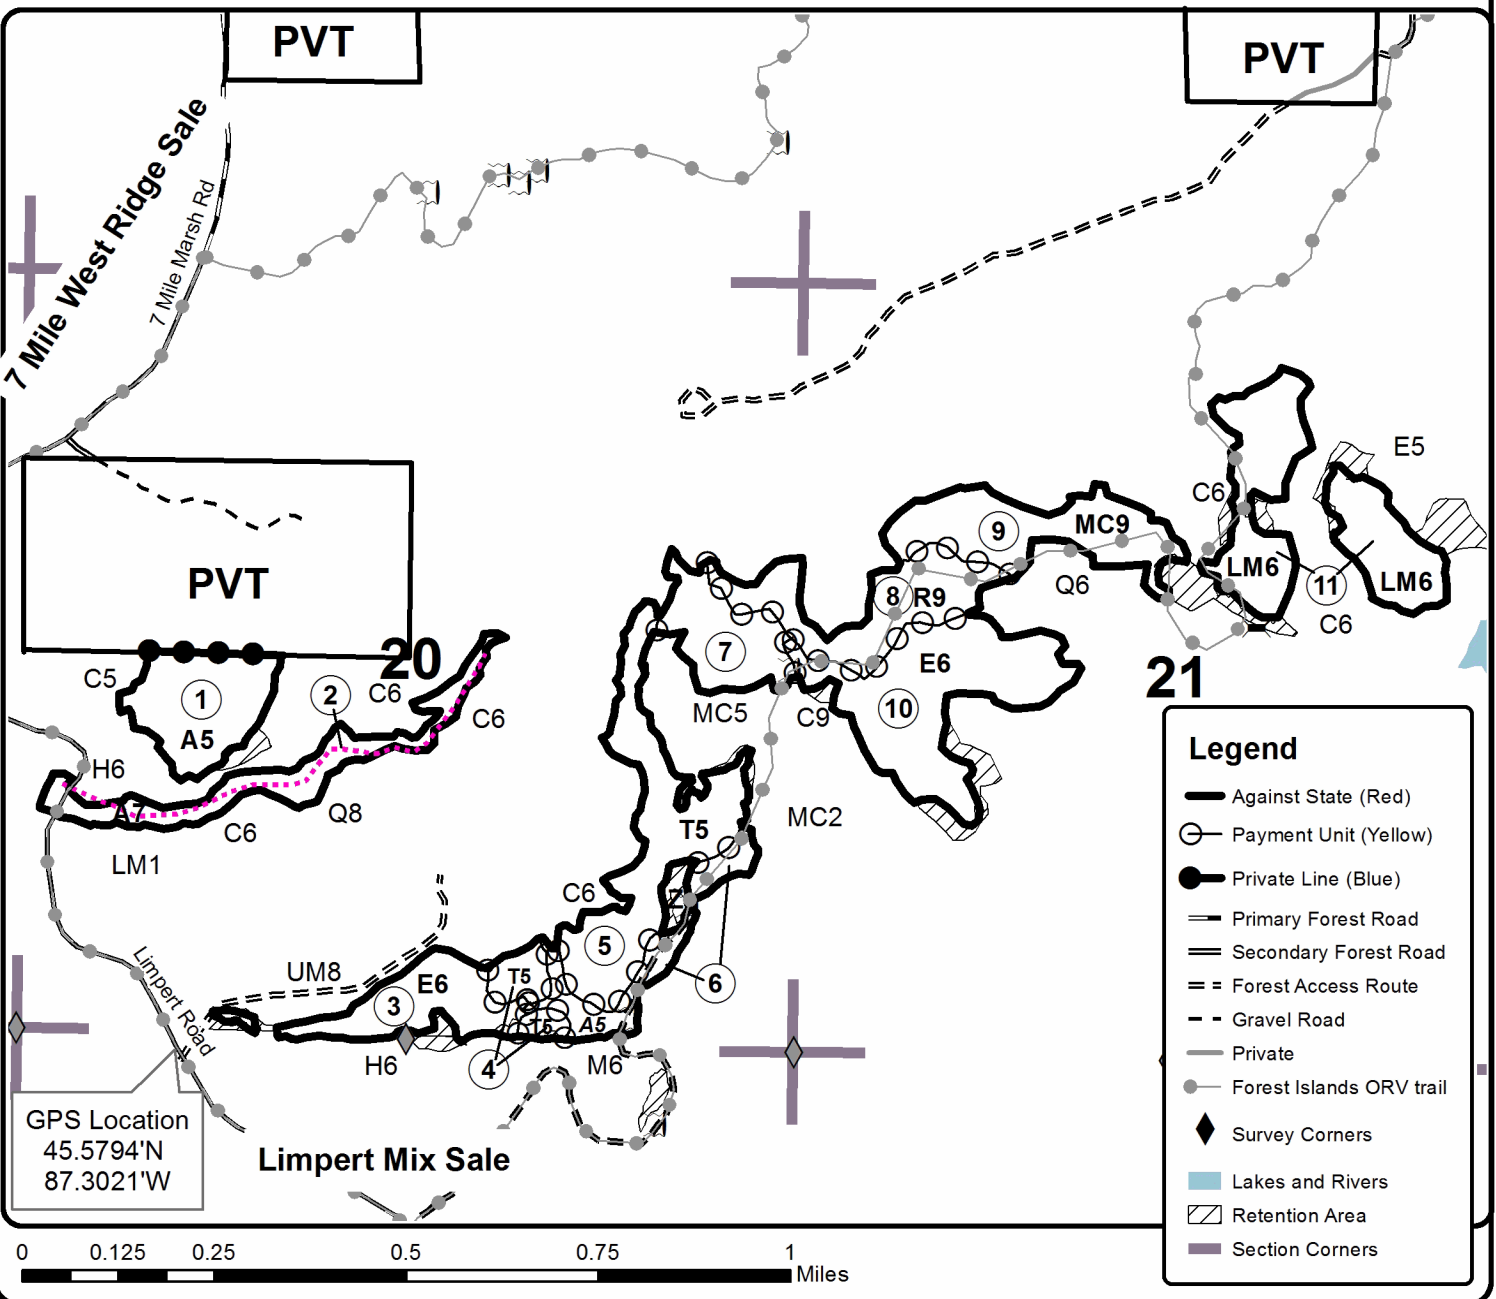 PVT
PVT
7 Mile West Ridge Sale
7 Mile Marsh Rd
E5
C6
MC9
9
LM6
11
LM6
Q6
8
R9
C6
PVT
20
7
E6
21
C5
1
2
C6
C6
MC5
C9
10
A5
H6
A7
C6
Q8
T5
MC2
LM1
C6
5
Limpert Road
UM8
E6
T5
6
3
T5
A5
H6
4
M6
GPS Location
45.5794'N
87.3021'W
Limpert Mix Sale
Legend
Against State (Red)
Payment Unit (Yellow)
Private Line (Blue)
Primary Forest Road
Secondary Forest Road
Forest Access Route
Gravel Road
Private
Forest Islands ORV trail
Survey Corners
Lakes and Rivers
Retention Area
Section Corners
0 0.125 0.25 0.5 0.75 1
Miles